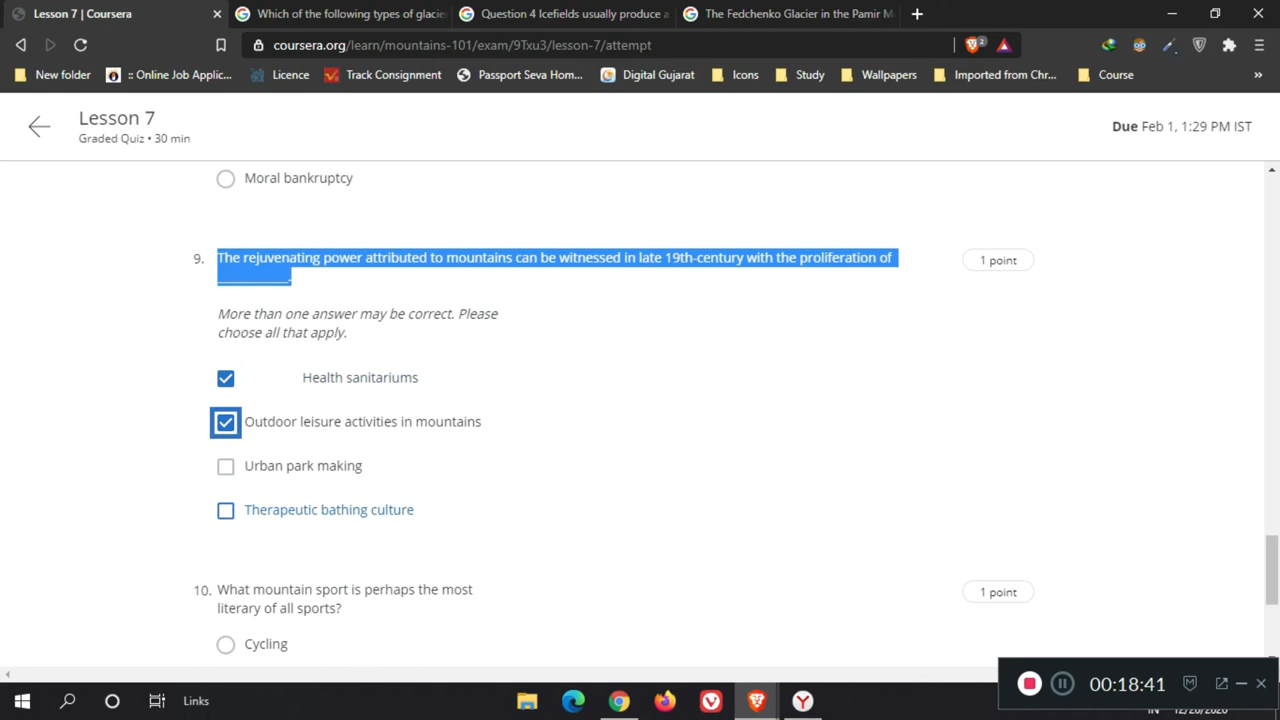 Lesson 7 | Coursera
Which of the following types of glacie
Question 4 Icefields usually produce a
The Fedchenko Glacier in the Pamir M
coursera.org/learn/mountains-101/exam/9Txu3/lesson-7/attempt
2
New folder
:: Online Job Applic...
Licence
Track Consignment
Passport Seva Hom...
Digital Gujarat
Icons
Study
Wallpapers
Imported from Chr...
Course
»
Lesson 7
Graded Quiz • 30 min
Due Feb 1, 1:29 PM IST
Moral bankruptcy
9. The rejuvenating power attributed to mountains can be witnessed in late 19th-century with the proliferation of
__________.
1 point
More than one answer may be correct. Please
choose all that apply.
Health sanitariums
Outdoor leisure activities in mountains
Urban park making
Therapeutic bathing culture
10. What mountain sport is perhaps the most
literary of all sports?
1 point
Cycling
00:18:41
Links